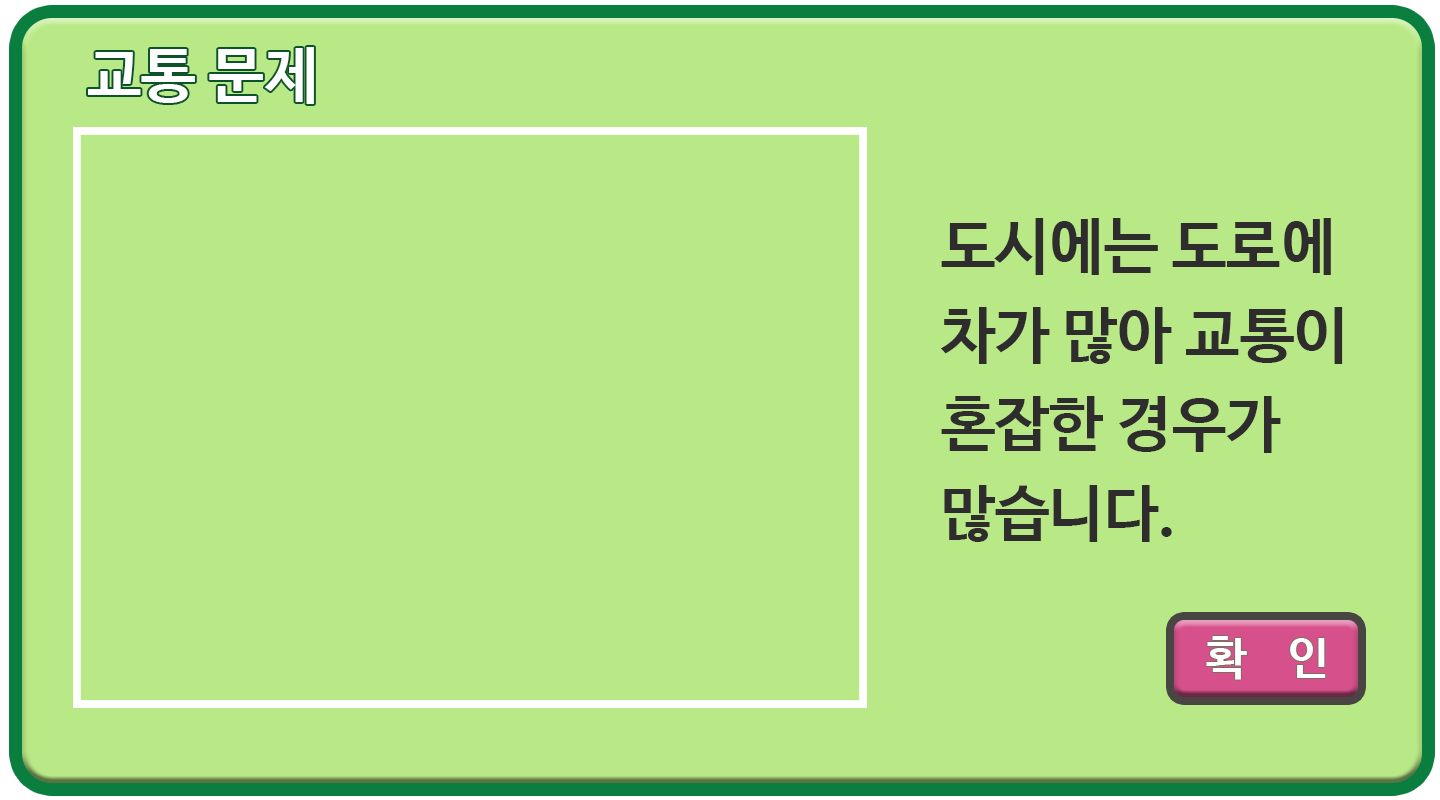 교통 문제
도시에는 도로에
차가 많아 교통이
혼잡한 경우가
많습니다.
확 인